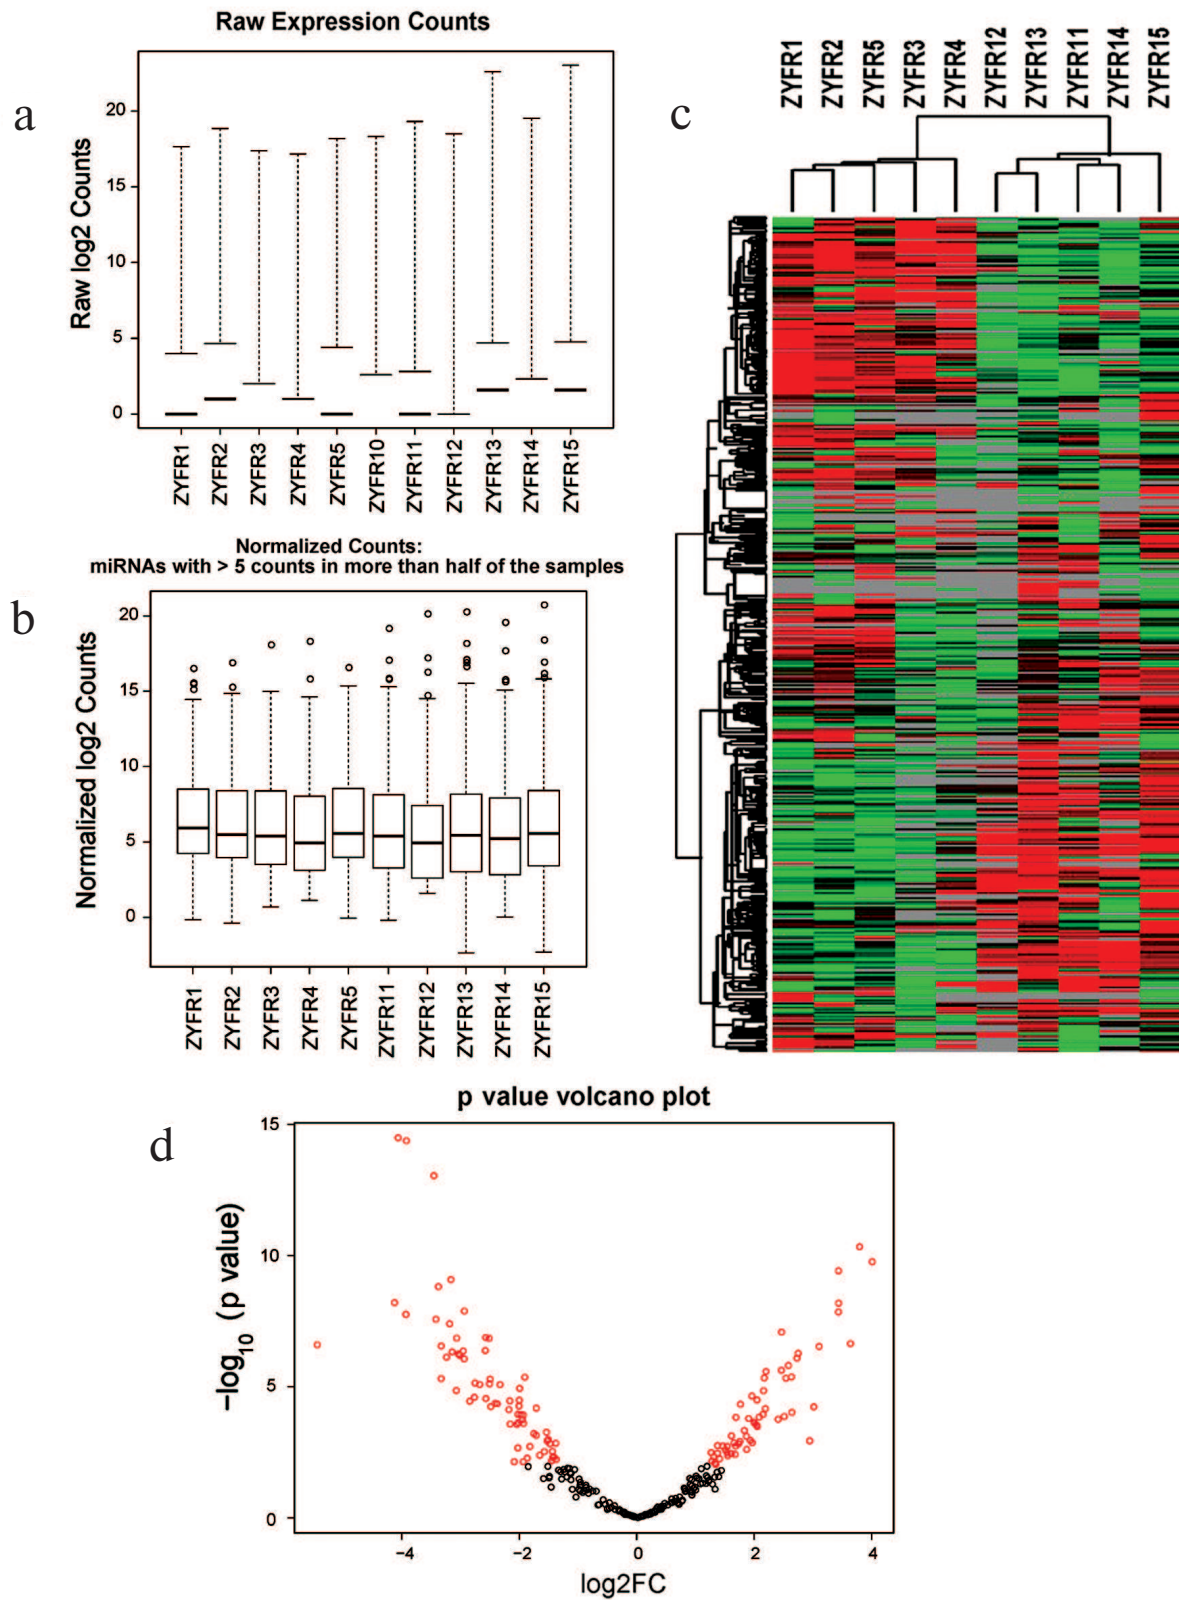 a
Raw Expression Counts
Raw log2 Counts
20
15
10
5
0
ZYFR1
ZYFR2
ZYFR3
ZYFR4
ZYFR5
ZYFR10
ZYFR11
ZYFR12
ZYFR13
ZYFR14
ZYFR15
b
Normalized Counts:
miRNAs with > 5 counts in more than half of the samples
Normalized log2 Counts
20
15
10
5
0
ZYFR1
ZYFR2
ZYFR3
ZYFR4
ZYFR5
ZYFR11
ZYFR12
ZYFR13
ZYFR14
ZYFR15
c
ZYFR1
ZYFR2
ZYFR5
ZYFR3
ZYFR4
ZYFR12
ZYFR13
ZYFR11
ZYFR14
ZYFR15
d
p value volcano plot
−log10 (p value)
15
10
5
0
−4
−2
0
2
4
log2FC